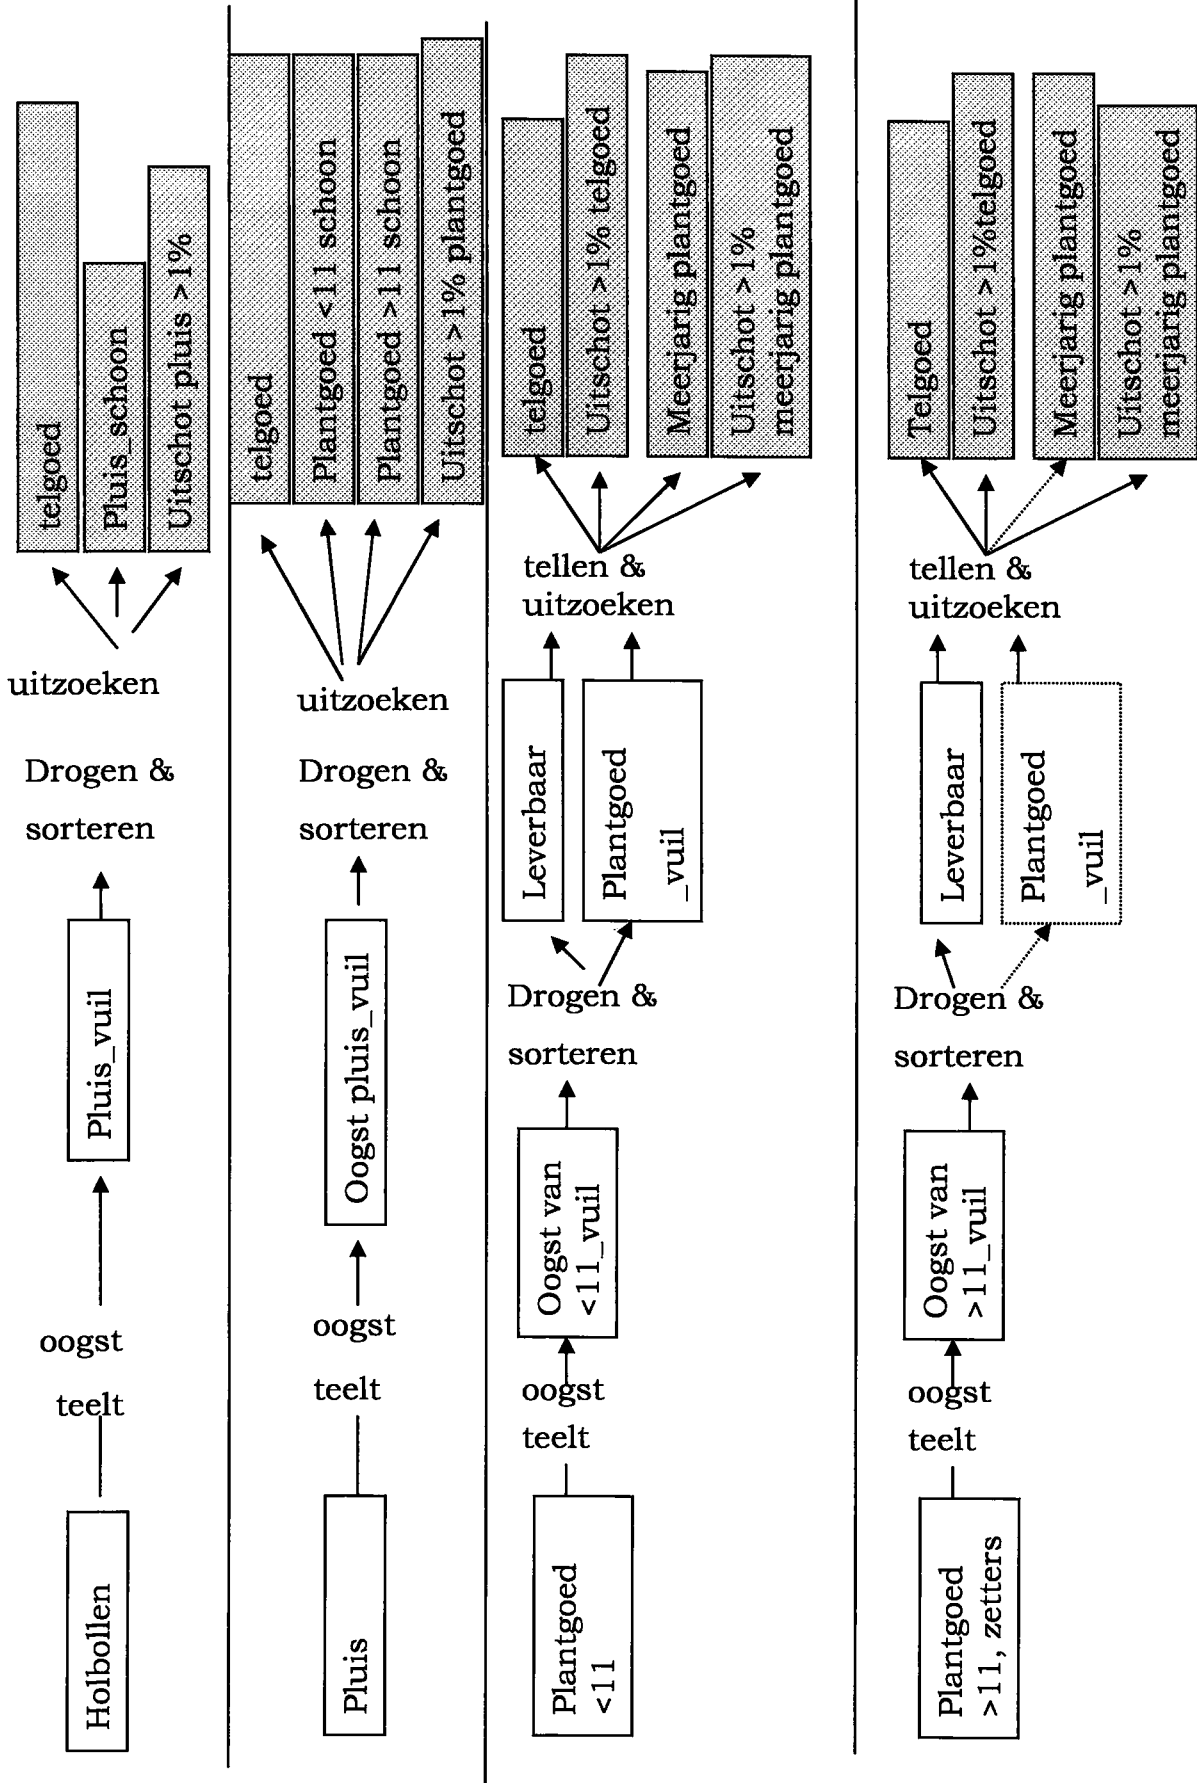 Holbollen
teelt
oogst
Pluis_vuil
Drogen &
sorteren
uitzoeken
telgoed
Pluis_schoon
Uitschot pluis >1%
Pluis
teelt
oogst
Oogst pluis_vuil
Drogen &
sorteren
uitzoeken
telgoed
Plantgoed <11 schoon
Plantgoed >11 schoon
Uitschot >1% plantgoed
Plantgoed
<11
teelt
oogst
Oogst van
<11_vuil
Drogen &
sorteren
Leverbaar
Plantgoed
_vuil
tellen &
uitzoeken
telgoed
Uitschot >1% telgoed
Meerjarig plantgoed
Uitschot >1%
meerjarig plantgoed
Plantgoed
>11, zetters
teelt
oogst
Oogst van
>11_vuil
Drogen &
sorteren
Leverbaar
Plantgoed
_vuil
tellen &
uitzoeken
Telgoed
Uitschot >1%telgoed
Meerjarig plantgoed
Uitschot >1%
meerjarig plantgoed